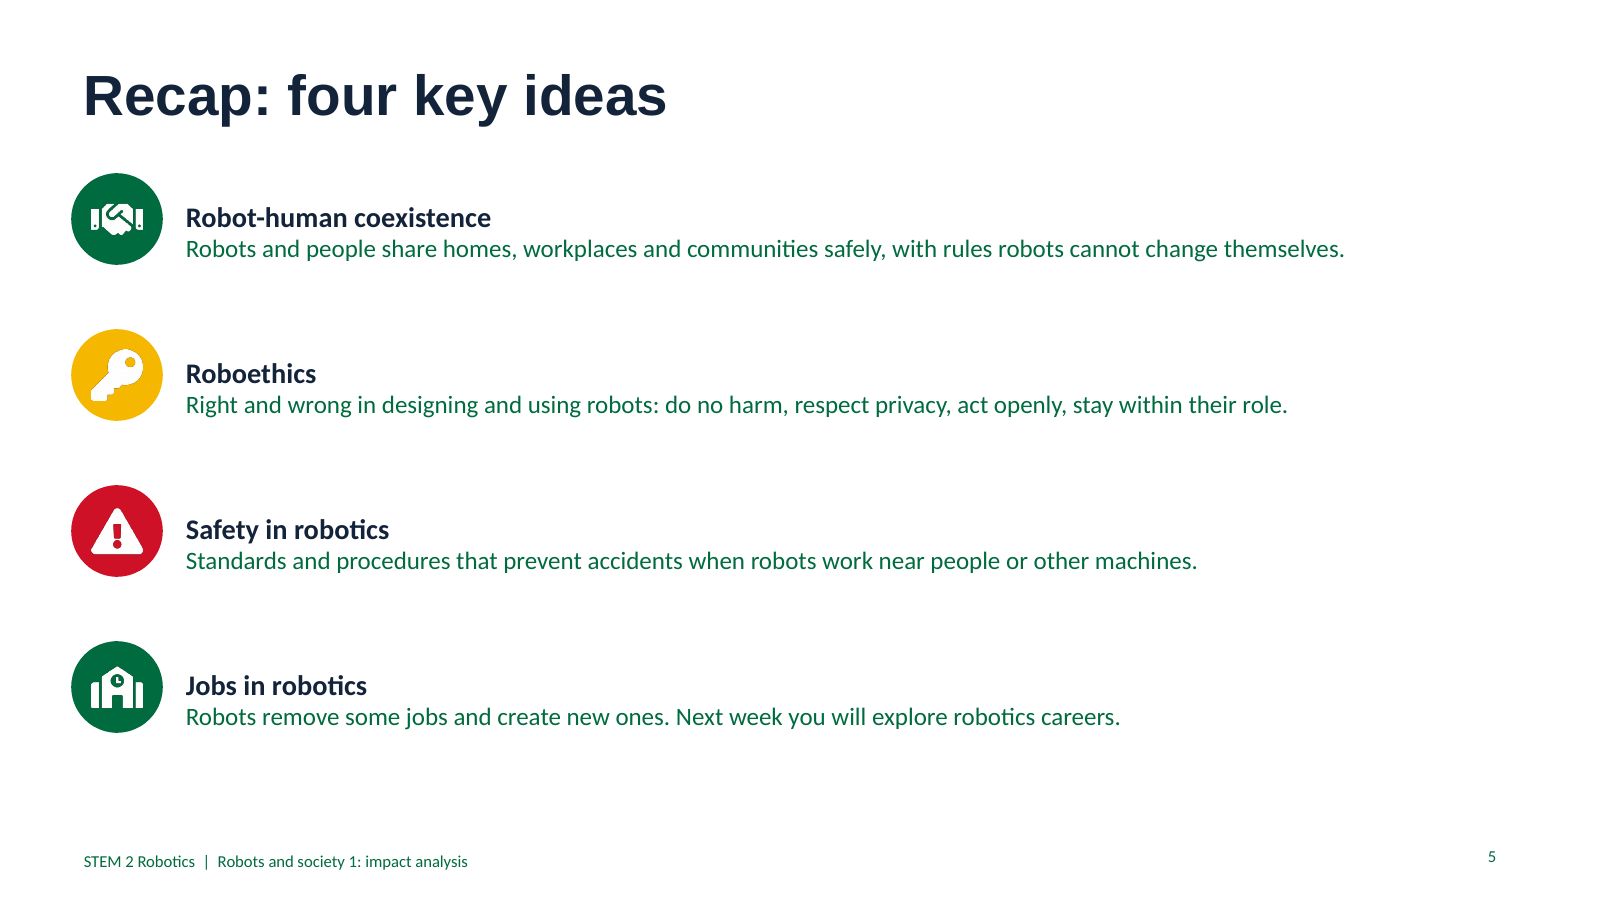 Recap: four key ideas
Robot-human coexistence
Robots and people share homes, workplaces and communities safely, with rules robots cannot change themselves.
Roboethics
Right and wrong in designing and using robots: do no harm, respect privacy, act openly, stay within their role.
Safety in robotics
Standards and procedures that prevent accidents when robots work near people or other machines.
Jobs in robotics
Robots remove some jobs and create new ones. Next week you will explore robotics careers.
STEM 2 Robotics | Robots and society 1: impact analysis
5